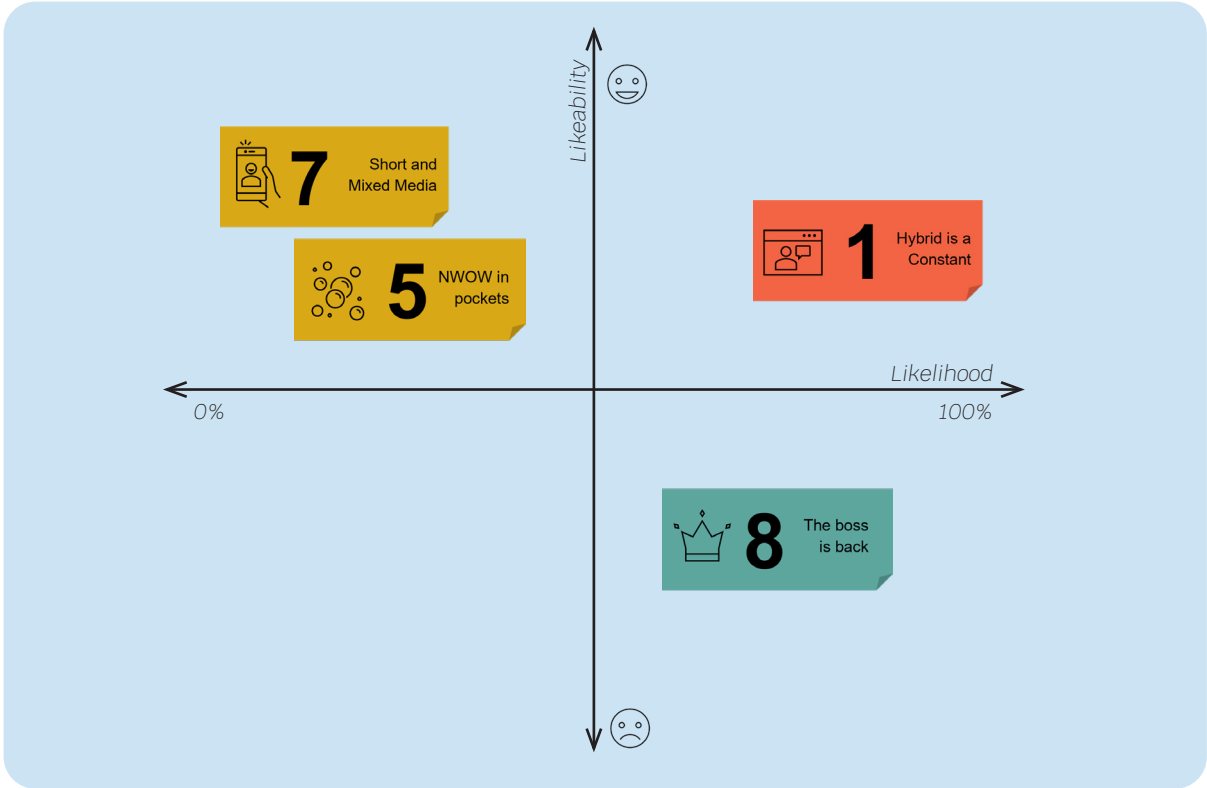 Likeability
7
Short and
Mixed Media
1
Hybrid is a
Constant
5
NWOW in
pockets
Likelihood
0%
100%
8
The boss
is back